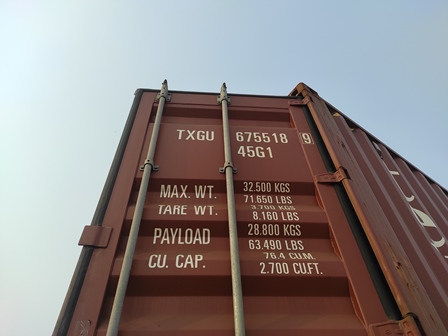 TXGU 675518 9
45G1
MAX. WT. 32.500 KGS
71.650 LBS
TARE WT. 3.700 KGS
8.160 LBS
PAYLOAD 28.800 KGS
63.490 LBS
CU. CAP. 76.4 CU.M.
2.700 CU.FT.